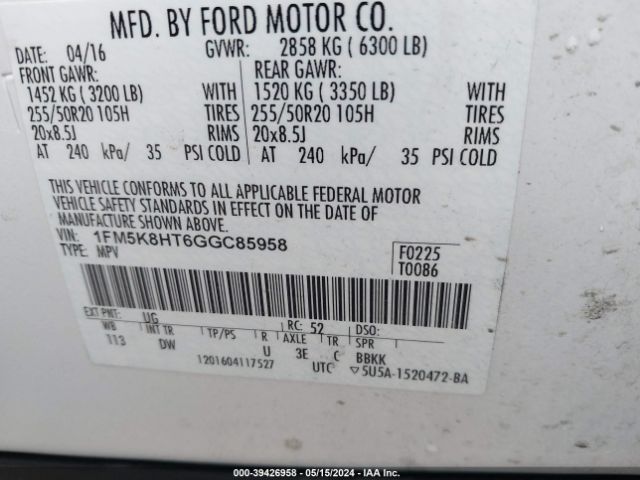 MFD. BY FORD MOTOR CO.
DATE: 04/16 GVWR: 2858 KG ( 6300 LB)
FRONT GAWR: REAR GAWR:
1452 KG ( 3200 LB) WITH 1520 KG ( 3350 LB) WITH
255/50R20 105H TIRES 255/50R20 105H TIRES
20x8.5J RIMS 20x8.5J RIMS
AT 240 kPa/ 35 PSI COLD AT 240 kPa/ 35 PSI COLD
THIS VEHICLE CONFORMS TO ALL APPLICABLE FEDERAL MOTOR
VEHICLE SAFETY STANDARDS IN EFFECT ON THE DATE OF
MANUFACTURE SHOWN ABOVE.
VIN: 1FM5K8HT6GGC85958
TYPE: MPV
F0225
T0086
EXT PNT: UG RC: 52 DSO:
WB INT TR TP/PS R AXLE TR SPR
113 DW U 3E C BBKK
1201604117527 UTC 5U5A-1520472-BA
000-39426958 - 05/15/2024 - IAA Inc.